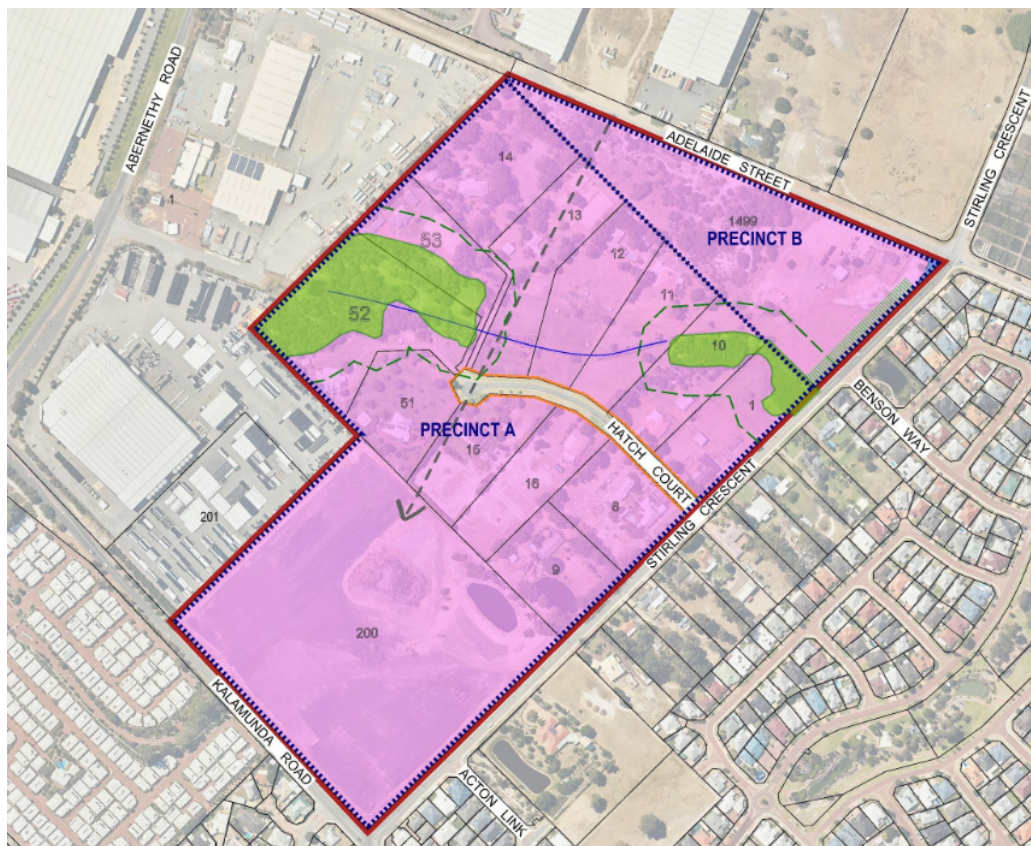 ABERNETHY ROAD
STIRLING CRESCENT
ADELAIDE STREET
1
14
13
1499
PRECINCT B
53
12
11
52
10
51
1
BENSON WAY
PRECINCT A
15
HATCH COURT
16
8
STIRLING CRESCENT
201
9
200
KALAMUNDA ROAD
ACTON LINK